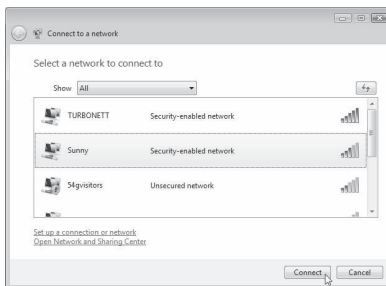 Connect to a network
Select a network to connect to
Show All
TURBONETT Security-enabled network
Sunny Security-enabled network
54gvisitors Unsecured network
Set up a connection or network
Open Network and Sharing Center
Connect Cancel